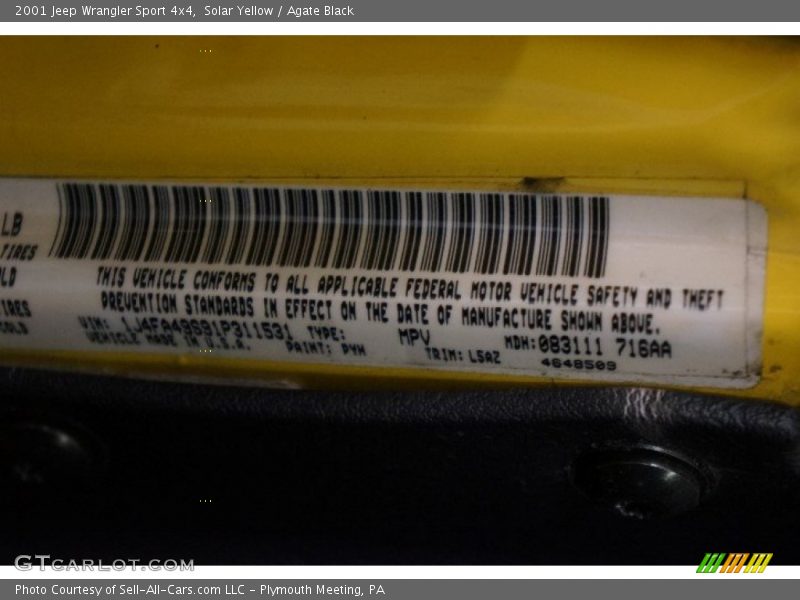 2001 Jeep Wrangler Sport 4x4, Solar Yellow / Agate Black
LB
TIRES
THIS VEHICLE CONFORMS TO ALL APPLICABLE FEDERAL MOTOR VEHICLE SAFETY AND THEFT
PREVENTION STANDARDS IN EFFECT ON THE DATE OF MANUFACTURE SHOWN ABOVE.
VIN: 1J4FA49S91P311531 TYPE: MPV MDH:083111 716AA
VEHICLE MADE IN U.S.A. PAINT: PYH TRIM: L5AZ 4648509
GTCARLOT.COM
Photo Courtesy of Sell-All-Cars.com LLC - Plymouth Meeting, PA